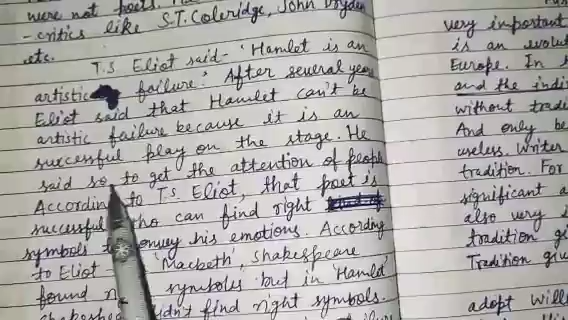 were not poets.
- critics like S.T. Coleridge, John Dryden
etc.
T.S. Eliot said - 'Hamlet is an
artistic failure.' After several years
Eliot said that Hamlet can't be
artistic failure because it is an
successful play on the stage. He
said so to get the attention of people
According to T.S. Eliot, that poet is
successful who can find right
symbols to convey his emotions. According
to Eliot - 'Macbeth', Shakespeare
found symbols but in 'Hamlet'
didn't find right symbols.
very important
is an
Europe. In
and the indi
without tradi
And only be
useless. Writer
tradition. For
significant a
also very i
tradition gi
Tradition giv
adopt will